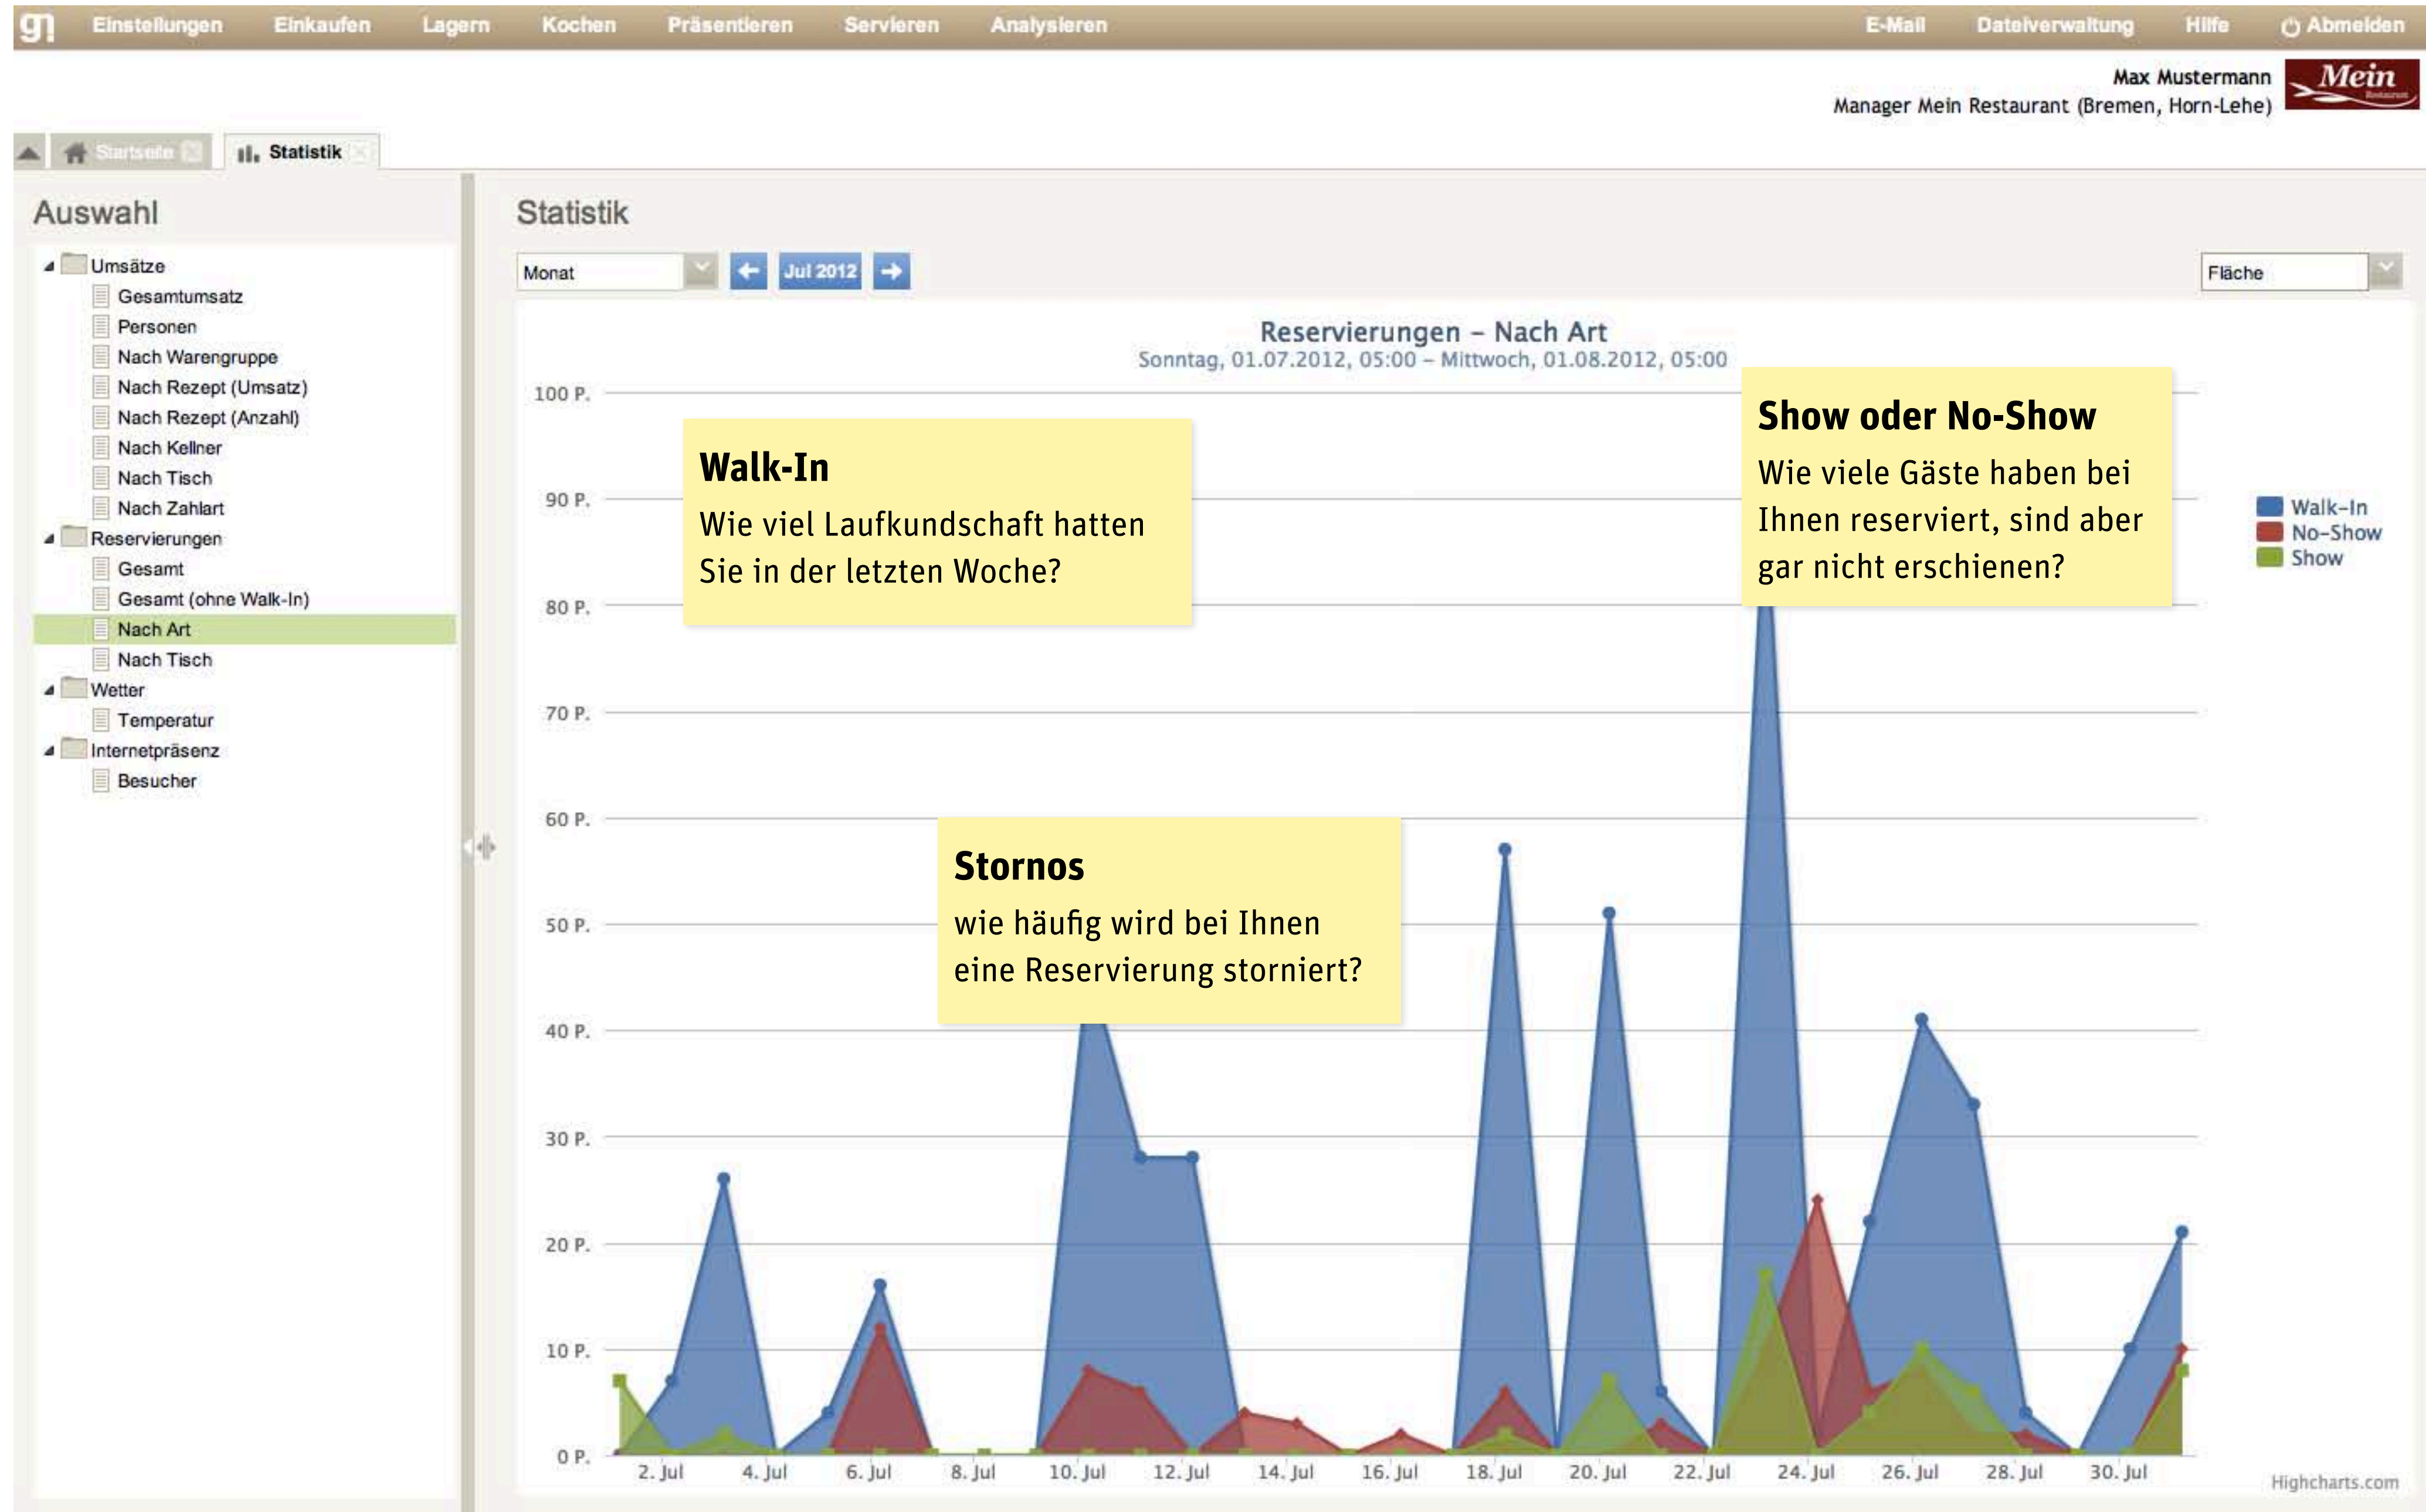 g1 Einstellungen Einkaufen Lagern Kochen Präsentieren Servieren Analysieren E-Mail Dateiverwaltung Hilfe Abmelden
Max Mustermann
Manager Mein Restaurant (Bremen, Horn-Lehe)
Mein
Restaurant
Startseite Statistik
Auswahl
Umsätze
Gesamtumsatz
Personen
Nach Warengruppe
Nach Rezept (Umsatz)
Nach Rezept (Anzahl)
Nach Kellner
Nach Tisch
Nach Zahlart
Reservierungen
Gesamt
Gesamt (ohne Walk-In)
Nach Art
Nach Tisch
Wetter
Temperatur
Internetpräsenz
Besucher
Statistik
Monat Jul 2012 Fläche
Reservierungen – Nach Art
Sonntag, 01.07.2012, 05:00 – Mittwoch, 01.08.2012, 05:00
100 P.
90 P.
80 P.
70 P.
60 P.
50 P.
40 P.
30 P.
20 P.
10 P.
0 P.
Walk-In
Wie viel Laufkundschaft hatten
Sie in der letzten Woche?
Show oder No-Show
Wie viele Gäste haben bei
Ihnen reserviert, sind aber
gar nicht erschienen?
Walk-In
No-Show
Show
Stornos
wie häufig wird bei Ihnen
eine Reservierung storniert?
2. Jul 4. Jul 6. Jul 8. Jul 10. Jul 12. Jul 14. Jul 16. Jul 18. Jul 20. Jul 22. Jul 24. Jul 26. Jul 28. Jul 30. Jul
Highcharts.com